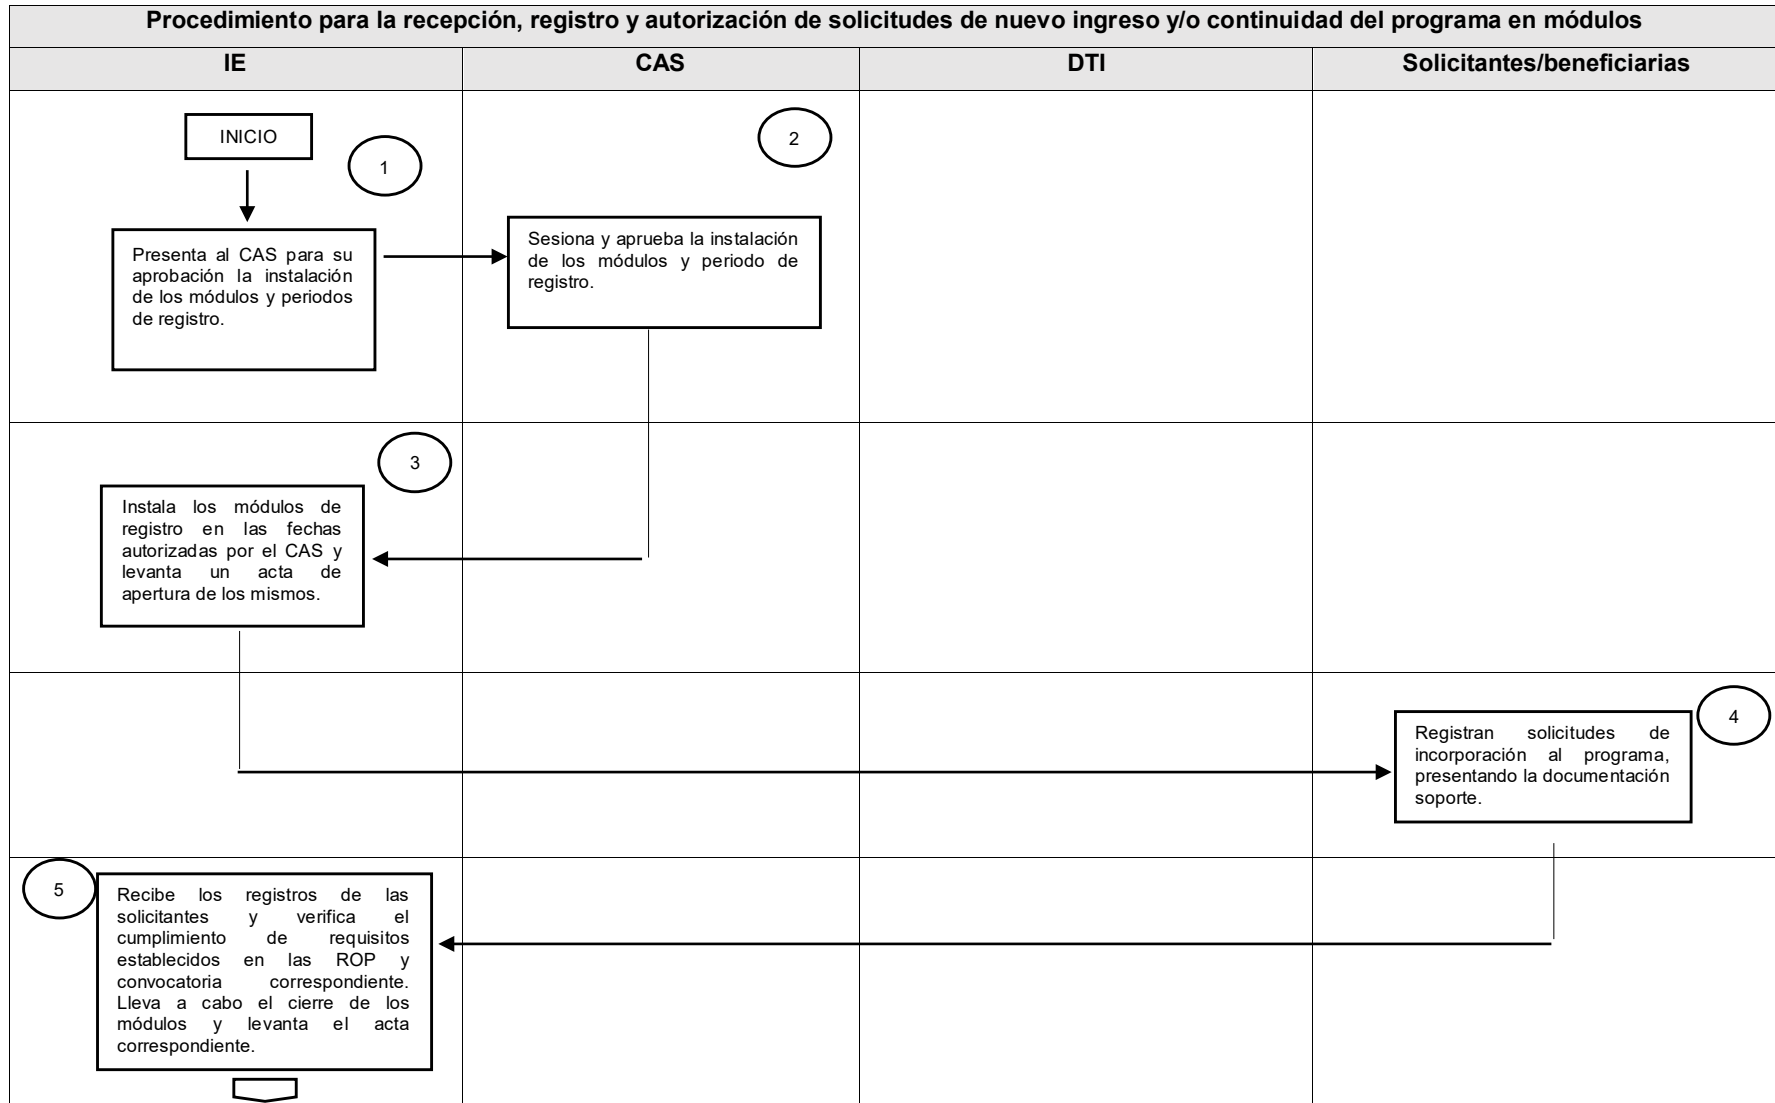 Procedimiento para la recepción, registro y autorización de solicitudes de nuevo ingreso y/o continuidad del programa en módulos
IE
CAS
DTI
Solicitantes/beneficiarias
INICIO
1
2
Presenta al CAS para su
aprobación la instalación
de los módulos y periodos
de registro.
Sesiona y aprueba la instalación
de los módulos y periodo de
registro.
3
Instala los módulos de
registro en las fechas
autorizadas por el CAS y
levanta un acta de
apertura de los mismos.
4
Registran solicitudes de
incorporación al programa,
presentando la documentación
soporte.
5
Recibe los registros de las
solicitantes y verifica el
cumplimiento de requisitos
establecidos en las ROP y
convocatoria correspondiente.
Lleva a cabo el cierre de los
módulos y levanta el acta
correspondiente.